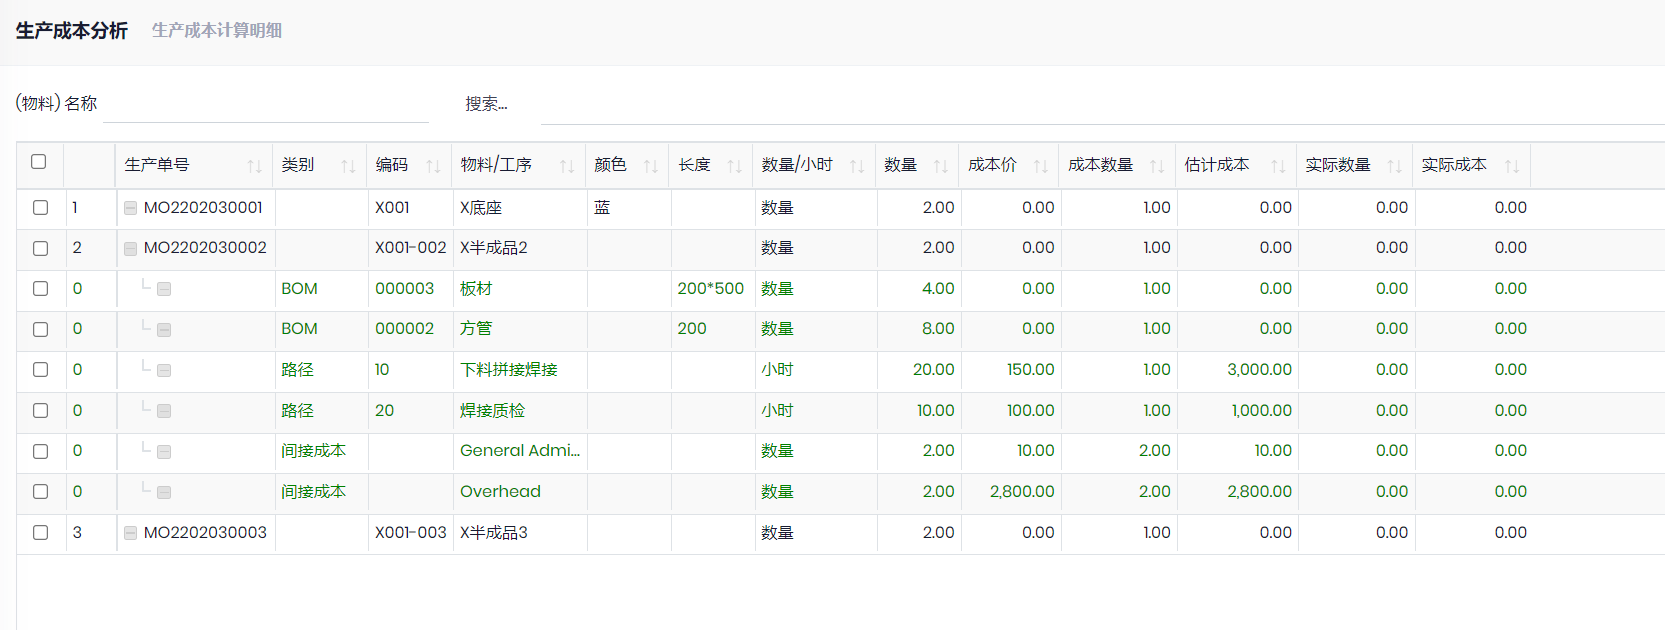 生产成本分析 生产成本计算明细
(物料) 名称 搜索...
生产单号 类别 编码 物料/工序 颜色 长度 数量/小时 数量 成本价 成本数量 估计成本 实际数量 实际成本
1 MO2202030001 X001 X底座 蓝 数量 2.00 0.00 1.00 0.00 0.00 0.00
2 MO2202030002 X001-002 X半成品2 数量 2.00 0.00 1.00 0.00 0.00 0.00
0 BOM 000003 板材 200*500 数量 4.00 0.00 1.00 0.00 0.00 0.00
0 BOM 000002 方管 200 数量 8.00 0.00 1.00 0.00 0.00 0.00
0 路径 10 下料拼接焊接 小时 20.00 150.00 1.00 3,000.00 0.00 0.00
0 路径 20 焊接质检 小时 10.00 100.00 1.00 1,000.00 0.00 0.00
0 间接成本 General Admi... 数量 2.00 10.00 2.00 10.00 0.00 0.00
0 间接成本 Overhead 数量 2.00 2,800.00 2.00 2,800.00 0.00 0.00
3 MO2202030003 X001-003 X半成品3 数量 2.00 0.00 1.00 0.00 0.00 0.00